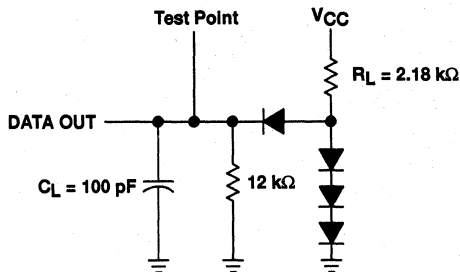 Test Point
VCC
RL = 2.18 kΩ
DATA OUT
CL = 100 pF
12 kΩ